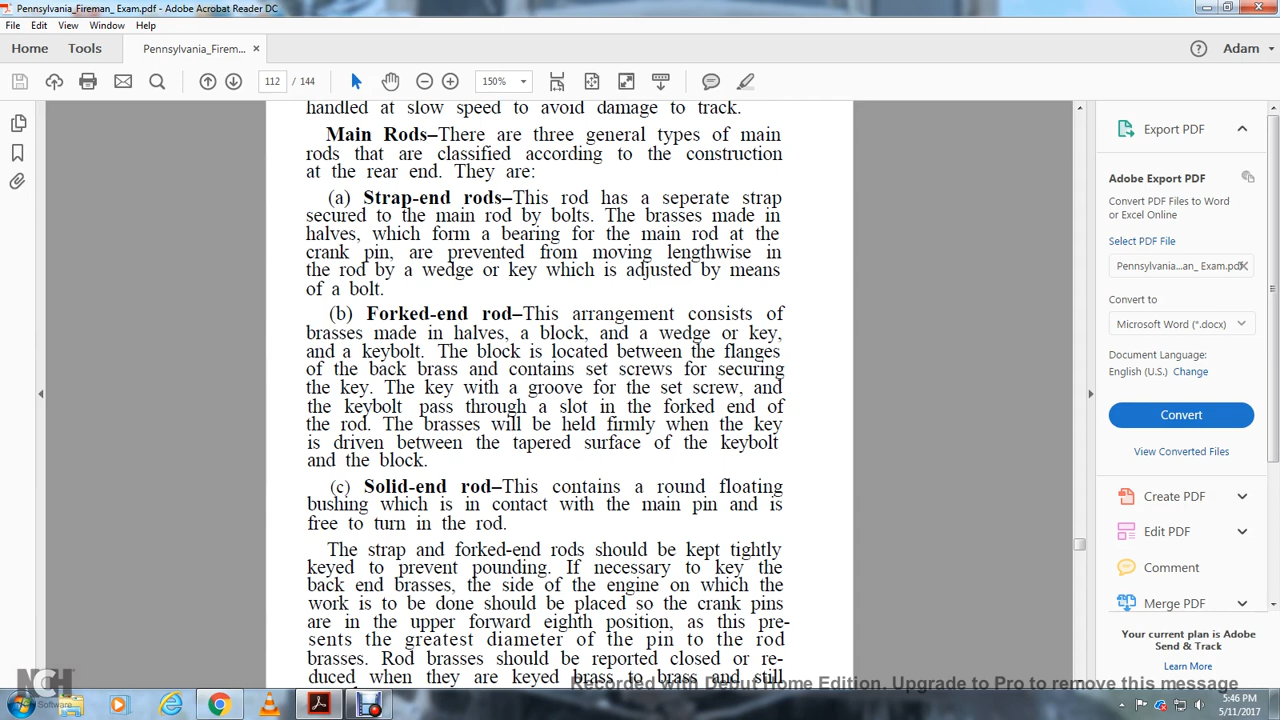 Pennsylvania_Fireman_ Exam.pdf - Adobe Acrobat Reader DC
File Edit View Window Help
Home Tools Pennsylvania_Firem... × Adam
112 / 144 150%
handled at slow speed to avoid damage to track.
Main Rods–There are three general types of main
rods that are classified according to the construction
at the rear end. They are:
(a) Strap-end rods–This rod has a seperate strap
secured to the main rod by bolts. The brasses made in
halves, which form a bearing for the main rod at the
crank pin, are prevented from moving lengthwise in
the rod by a wedge or key which is adjusted by means
of a bolt.
(b) Forked-end rod–This arrangement consists of
brasses made in halves, a block, and a wedge or key,
and a keybolt. The block is located between the flanges
of the back brass and contains set screws for securing
the key. The key with a groove for the set screw, and
the keybolt pass through a slot in the forked end of
the rod. The brasses will be held firmly when the key
is driven between the tapered surface of the keybolt
and the block.
(c) Solid-end rod–This contains a round floating
bushing which is in contact with the main pin and is
free to turn in the rod.
The strap and forked-end rods should be kept tightly
keyed to prevent pounding. If necessary to key the
back end brasses, the side of the engine on which the
work is to be done should be placed so the crank pins
are in the upper forward eighth position, as this pre-
sents the greatest diameter of the pin to the rod
brasses. Rod brasses should be reported closed or re-
duced when they are keyed brass to brass and still
Export PDF
Adobe Export PDF
Convert PDF Files to Word
or Excel Online
Select PDF File
Pennsylvania...an_ Exam.pdf
Convert to
Microsoft Word (*.docx)
Document Language:
English (U.S.) Change
Convert
View Converted Files
Create PDF
Edit PDF
Comment
Merge PDF
Your current plan is Adobe
Send & Track
Learn More
Recorded with Debut Home Edition. Upgrade to Pro to remove this message
NCH
Software
5:46 PM
5/11/2017